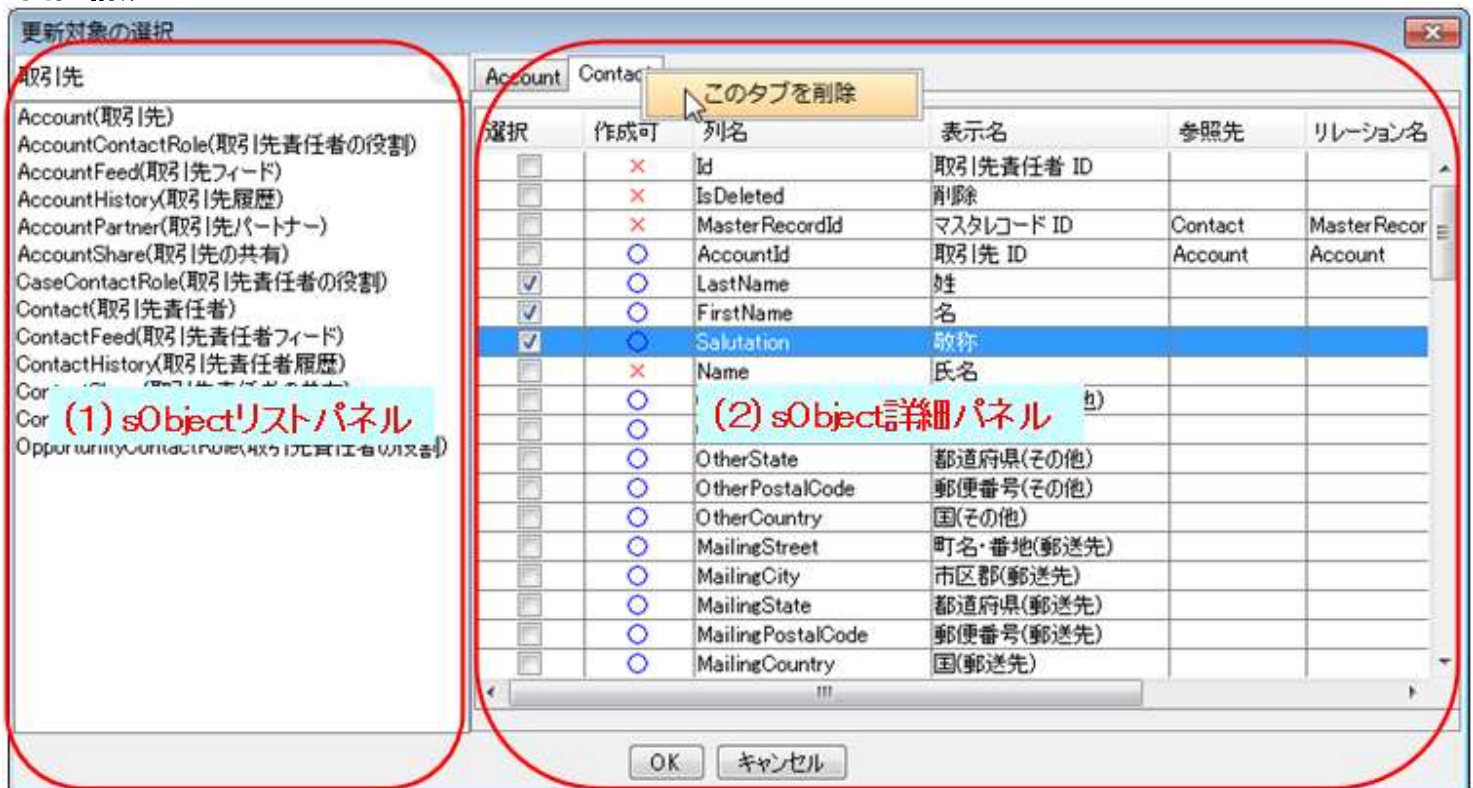 更新対象の選択
取引先
Account(取引先)
AccountContactRole(取引先責任者の役割)
AccountFeed(取引先フィード)
AccountHistory(取引先履歴)
AccountPartner(取引先パートナー)
AccountShare(取引先の共有)
CaseContactRole(取引先責任者の役割)
Contact(取引先責任者)
ContactFeed(取引先責任者フィード)
ContactHistory(取引先責任者履歴)
(1) sObjectリストパネル
OpportunityContactRole(取引先責任者の役割)
Account Contac
このタブを削除
選択 作成可 列名 表示名 参照先 リレーション名
× Id 取引先責任者 ID
× IsDeleted 削除
× MasterRecordId マスタレコード ID Contact MasterRecor
○ AccountId 取引先 ID Account Account
○ LastName 姓
○ FirstName 名
○ Salutation 敬称
× Name 氏名
(2) sObject詳細パネル
○ OtherState 都道府県(その他)
○ OtherPostalCode 郵便番号(その他)
○ OtherCountry 国(その他)
○ MailingStreet 町名・番地(郵送先)
○ MailingCity 市区郡(郵送先)
○ MailingState 都道府県(郵送先)
○ MailingPostalCode 郵便番号(郵送先)
○ MailingCountry 国(郵送先)
OK キャンセル